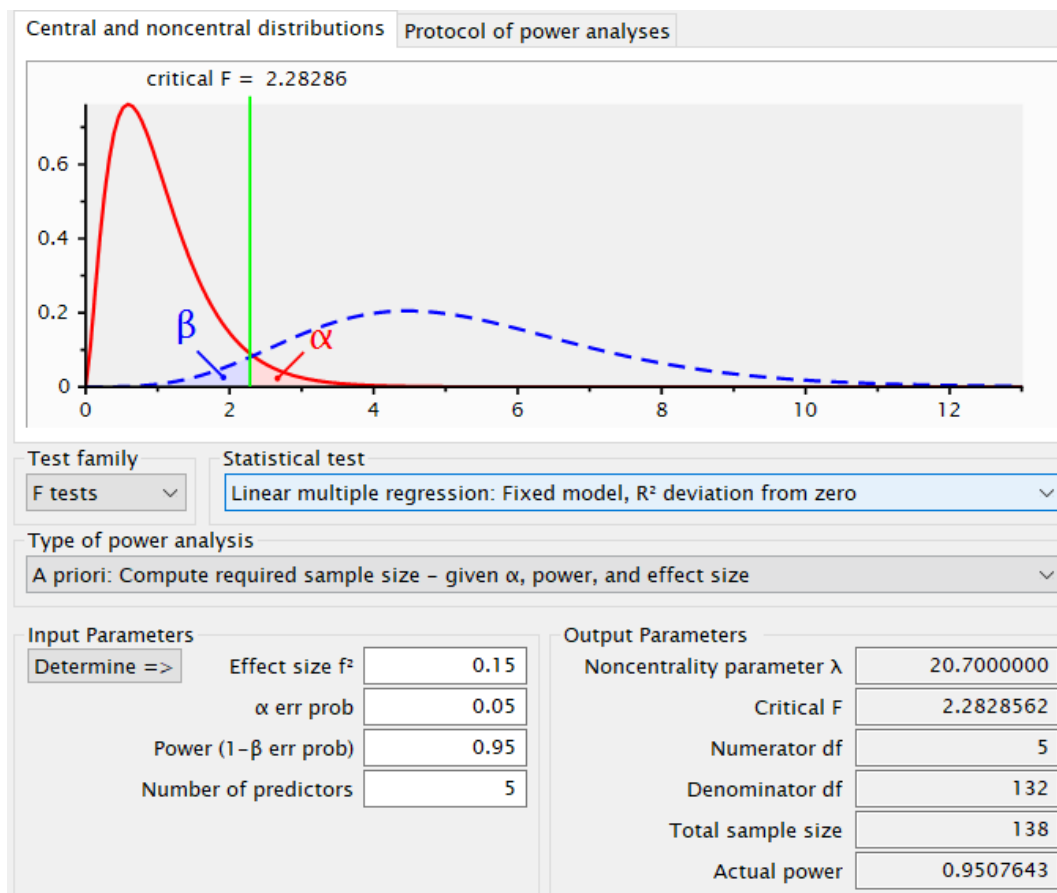 Central and noncentral distributions
Protocol of power analyses
critical F = 2.28286
0.6
0.4
0.2
0
β
α
0 2 4 6 8 10 12
Test family
Statistical test
F tests
Linear multiple regression: Fixed model, R² deviation from zero
Type of power analysis
A priori: Compute required sample size – given α, power, and effect size
Input Parameters
Determine =>
Effect size f² 0.15
α err prob 0.05
Power (1-β err prob) 0.95
Number of predictors 5
Output Parameters
Noncentrality parameter λ 20.7000000
Critical F 2.2828562
Numerator df 5
Denominator df 132
Total sample size 138
Actual power 0.9507643